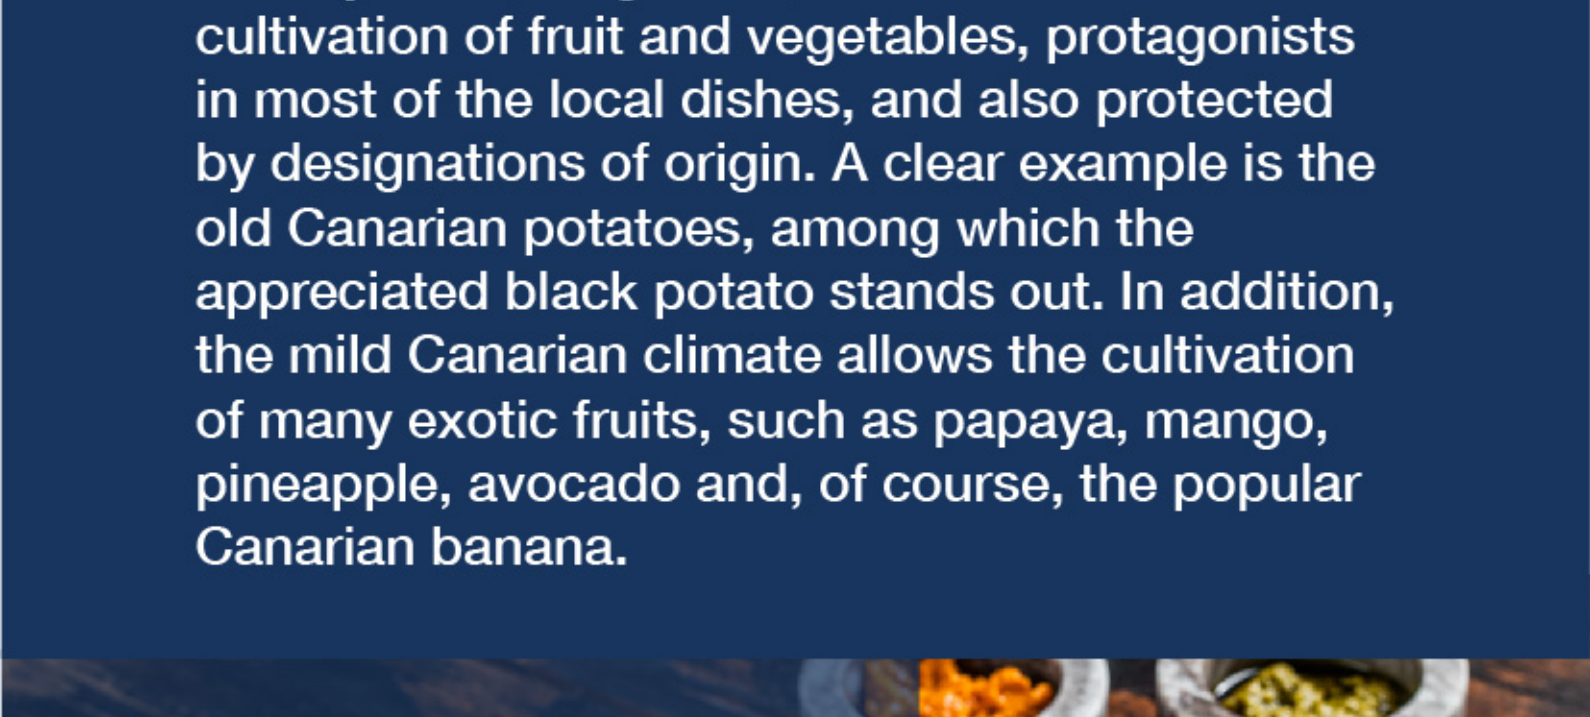 cultivation of fruit and vegetables, protagonists
in most of the local dishes, and also protected
by designations of origin. A clear example is the
old Canarian potatoes, among which the
appreciated black potato stands out. In addition,
the mild Canarian climate allows the cultivation
of many exotic fruits, such as papaya, mango,
pineapple, avocado and, of course, the popular
Canarian banana.